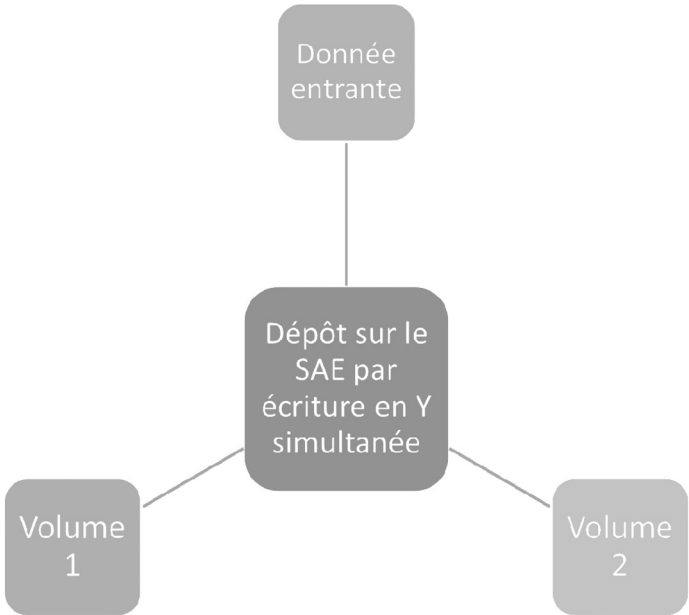 Donnée
entrante
Dépôt sur le
SAE par
écriture en Y
simultanée
Volume
1
Volume
2